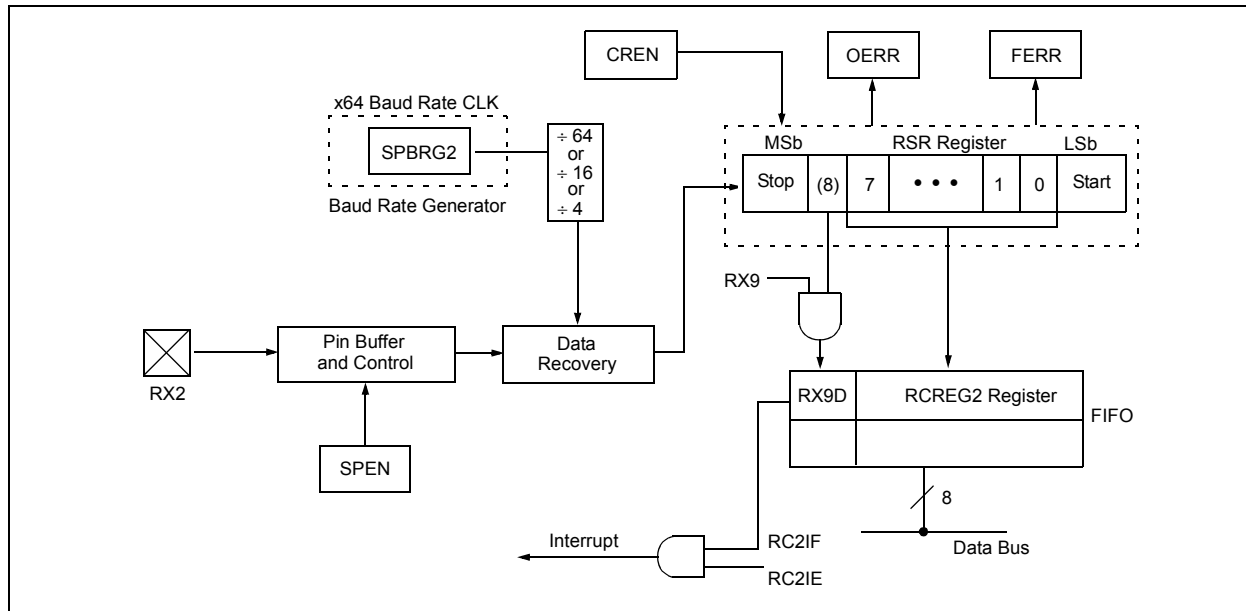 CREN
OERR
FERR
x64 Baud Rate CLK
SPBRG2
Baud Rate Generator
÷ 64
or
÷ 16
or
÷ 4
MSb
RSR Register
LSb
Stop
(8)
7
• • •
1
0
Start
RX9
RX2
Pin Buffer
and Control
Data
Recovery
SPEN
RX9D
RCREG2 Register
FIFO
8
Data Bus
Interrupt
RC2IF
RC2IE